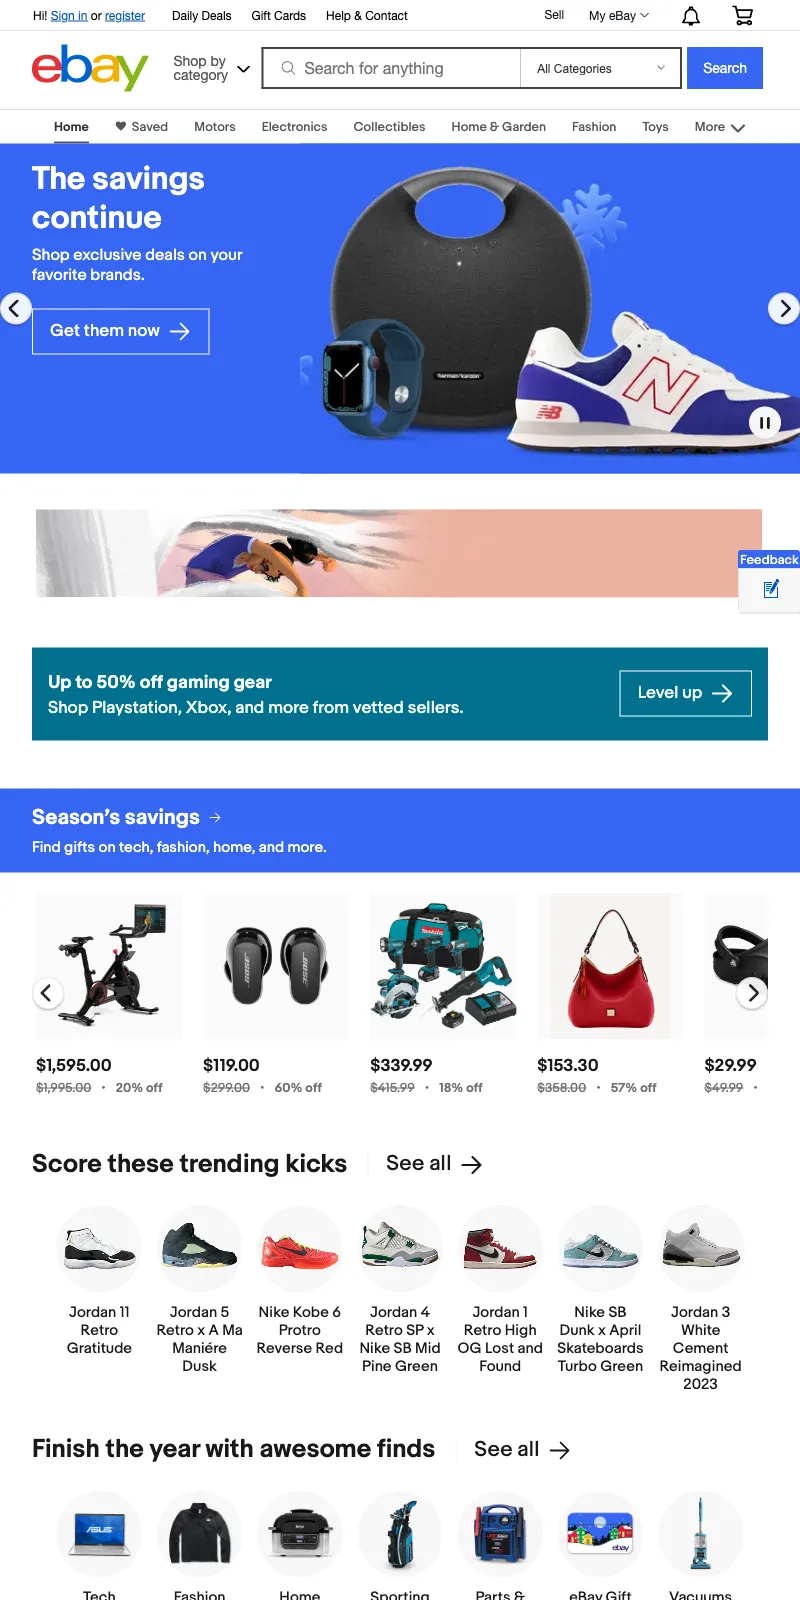 Hi! Sign in or register
Daily Deals
Gift Cards
Help & Contact
Sell
My eBay
ebay
Shop by
category
Search for anything
All Categories
Search
Home
Saved
Motors
Electronics
Collectibles
Home & Garden
Fashion
Toys
More
The savings
continue
Shop exclusive deals on your
favorite brands.
Get them now
harman/kardon
NB
N
Feedback
Up to 50% off gaming gear
Shop Playstation, Xbox, and more from vetted sellers.
Level up
Season's savings
Find gifts on tech, fashion, home, and more.
BOSE
BOSE
makita
$1,595.00
$1,995.00 · 20% off
$119.00
$299.00 · 60% off
$339.99
$415.99 · 18% off
$153.30
$358.00 · 57% off
$29.99
$49.99 ·
Score these trending kicks
See all
Jordan 11
Retro
Gratitude
Jordan 5
Retro x A Ma
Maniére
Dusk
Nike Kobe 6
Protro
Reverse Red
Jordan 4
Retro SP x
Nike SB Mid
Pine Green
Jordan 1
Retro High
OG Lost and
Found
Nike SB
Dunk x April
Skateboards
Turbo Green
Jordan 3
White
Cement
Reimagined
2023
Finish the year with awesome finds
See all
ASUS
ebay
Tech
Fashion
Home
Sporting
Parts &
eBay Gift
Vacuums